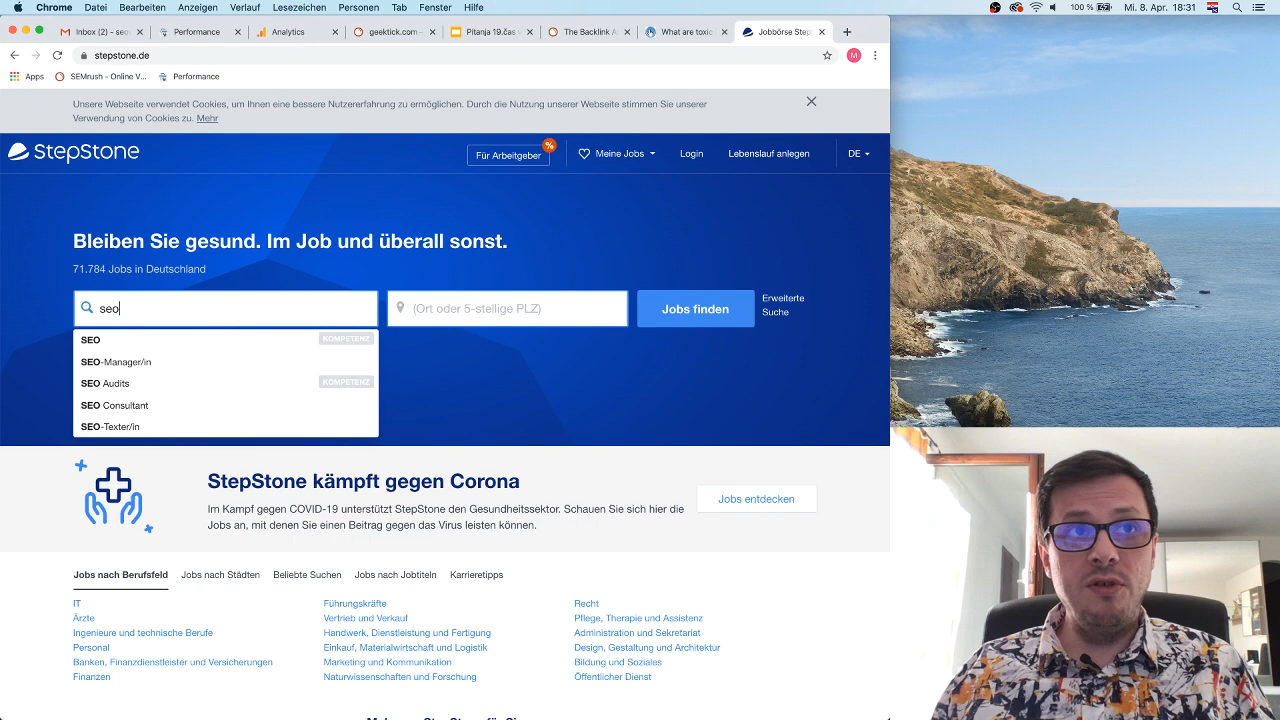 Chrome Datei Bearbeiten Anzeigen Verlauf Lesezeichen Personen Tab Fenster Hilfe 100 % Mi. 8. Apr. 18:31
Inbox (2) - seo Performance Analytics geektick.com - Pitanja 19.čas The Backlink A What are toxic Jobbörse Step
stepstone.de M
Apps SEMrush - Online V... Performance
Unsere Webseite verwendet Cookies, um Ihnen eine bessere Nutzererfahrung zu ermöglichen. Durch die Nutzung unserer Webseite stimmen Sie unserer
Verwendung von Cookies zu. Mehr
StepStone Für Arbeitgeber % Meine Jobs Login Lebenslauf anlegen DE
Bleiben Sie gesund. Im Job und überall sonst.
71.784 Jobs in Deutschland
seo (Ort oder 5-stellige PLZ) Jobs finden Erweiterte
Suche
SEO KOMPETENZ
SEO-Manager/in
SEO Audits KOMPETENZ
SEO Consultant
SEO-Texter/in
StepStone kämpft gegen Corona
Im Kampf gegen COVID-19 unterstützt StepStone den Gesundheitssektor. Schauen Sie sich hier die
Jobs an, mit denen Sie einen Beitrag gegen das Virus leisten können.
Jobs entdecken
Jobs nach Berufsfeld Jobs nach Städten Beliebte Suchen Jobs nach Jobtiteln Karrieretipps
IT Führungskräfte Recht
Ärzte Vertrieb und Verkauf Pflege, Therapie und Assistenz
Ingenieure und technische Berufe Handwerk, Dienstleistung und Fertigung Administration und Sekretariat
Personal Einkauf, Materialwirtschaft und Logistik Design, Gestaltung und Architektur
Banken, Finanzdienstleister und Versicherungen Marketing und Kommunikation Bildung und Soziales
Finanzen Naturwissenschaften und Forschung Öffentlicher Dienst